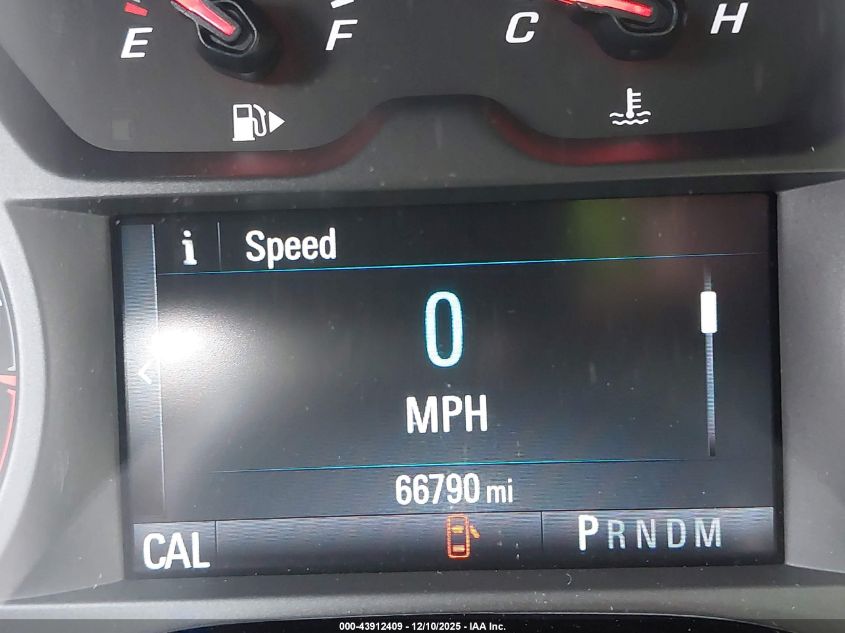 E F C H
i Speed
0
MPH
66790 mi
CAL PRNDM
000-43912409 - 12/10/2025 - IAA Inc.